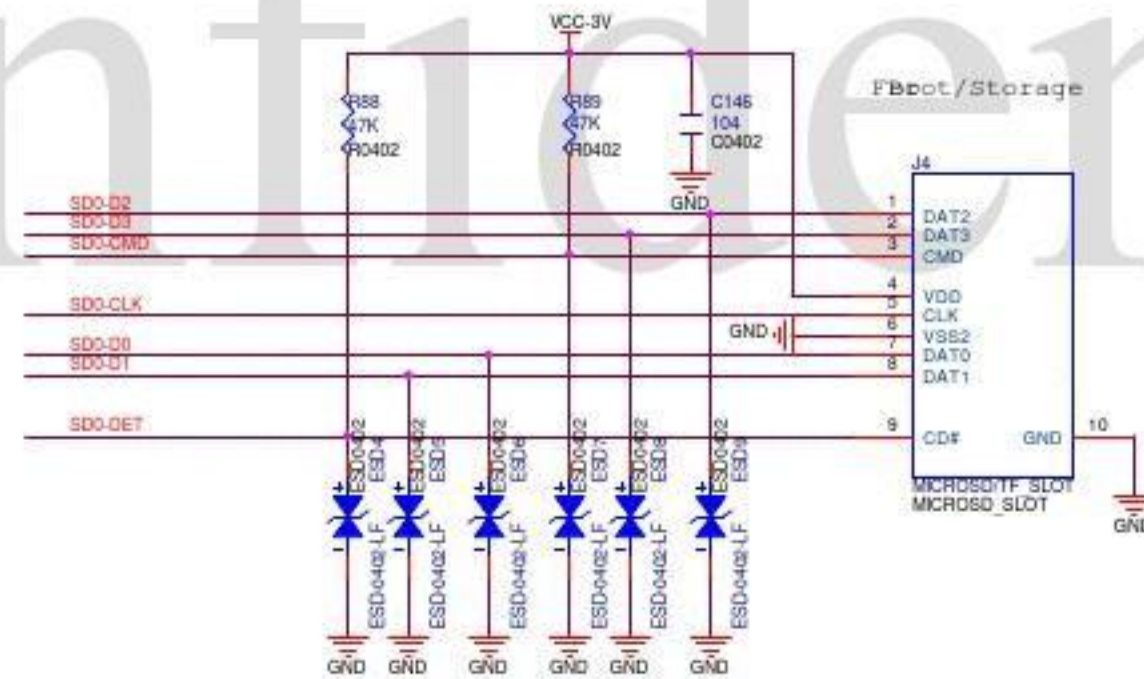 nfiden
VCC-3V
R88
47K
R0402
R89
47K
R0402
C146
104
C0402
GND
Boot/Storage
J4
SD0-D2
SD0-D3
SD0-CMD
SD0-CLK
SD0-D0
SD0-D1
SD0-DET
GND
1 DAT2
2 DAT3
3 CMD
4 VDD
5 CLK
6 VSS2
7 DAT0
8 DAT1
9 CD# GND 10
MICROSD/TF_SLOT
MICROSD_SLOT
GND
ESD0402
ESD4
ESD0402
ESD5
ESD0402
ESD6
ESD0402
ESD7
ESD0402
ESD8
ESD0402
ESD9
+ + + + + +
- - - - - -
ESD-0402-LF
ESD-0402-LF
ESD-0402-LF
ESD-0402-LF
ESD-0402-LF
ESD-0402-LF
GND GND GND GND GND GND